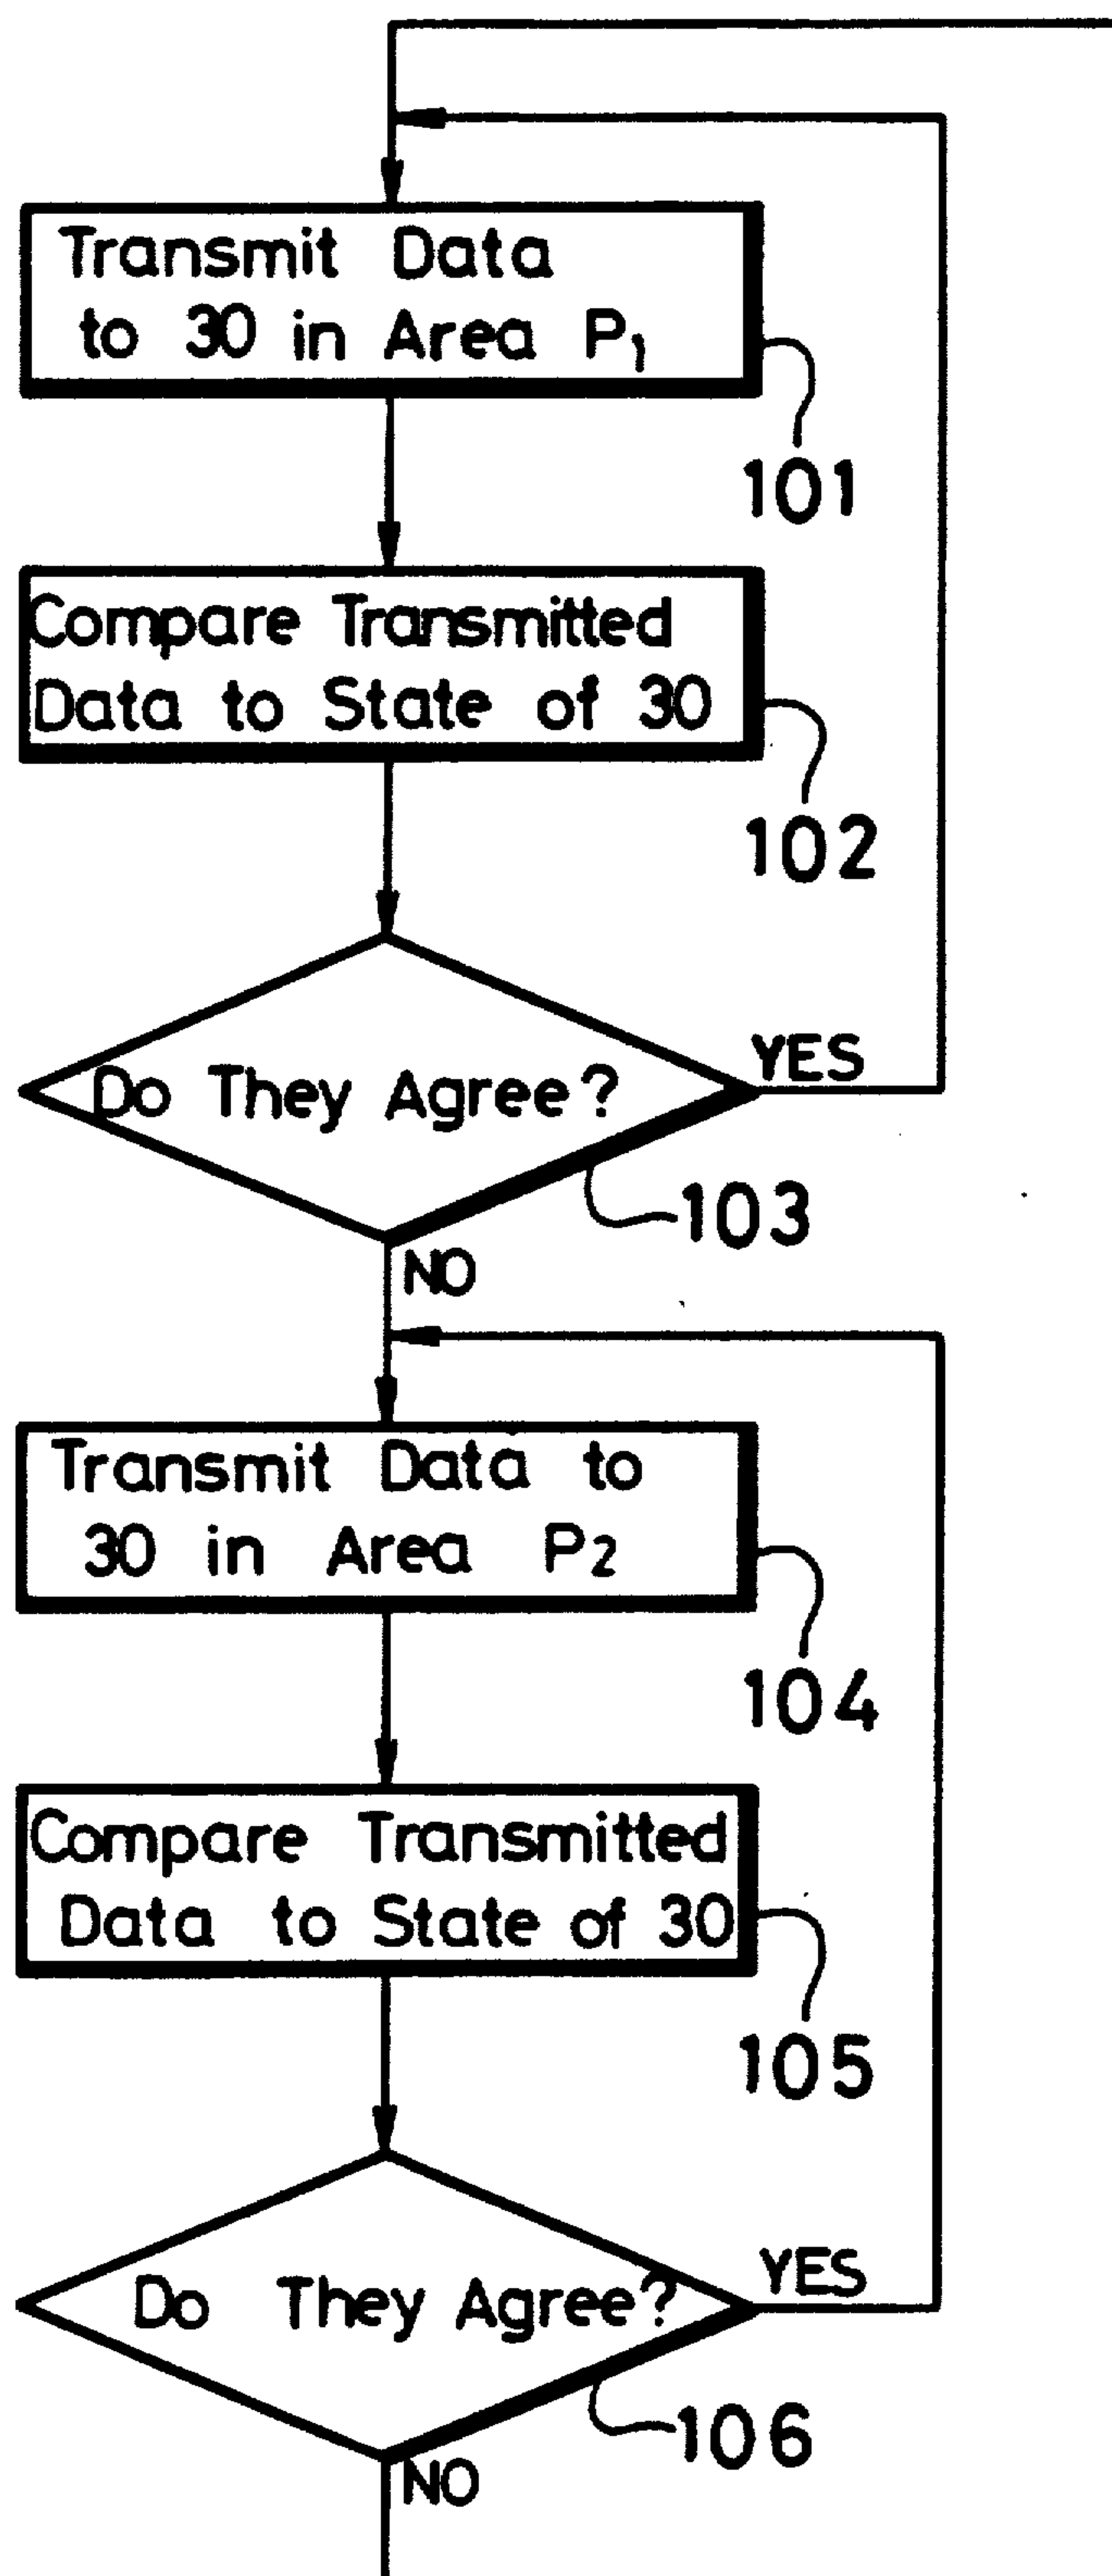 Transmit Data
to 30 in Area P₁
101
Compare Transmitted
Data to State of 30
102
Do They Agree?
YES
103
NO
Transmit Data to
30 in Area P₂
104
Compare Transmitted
Data to State of 30
105
Do They Agree?
YES
106
NO